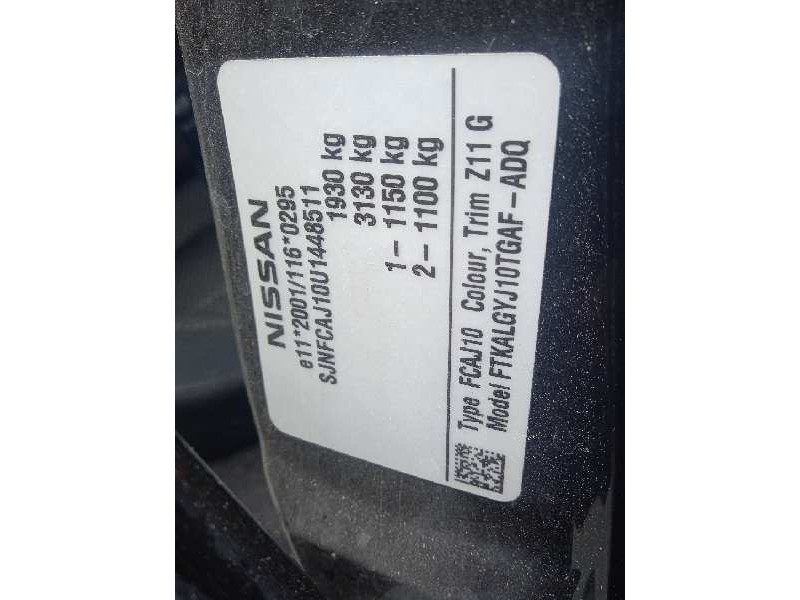 NISSAN
e11*2001/116*0295
SJNFCAJ10U1448511
1930 kg
3130 kg
1– 1150 kg
2– 1100 kg
Type FCAJ10 Colour, Trim Z11 G
Model FTKALGYJ10TGAF–ADQ